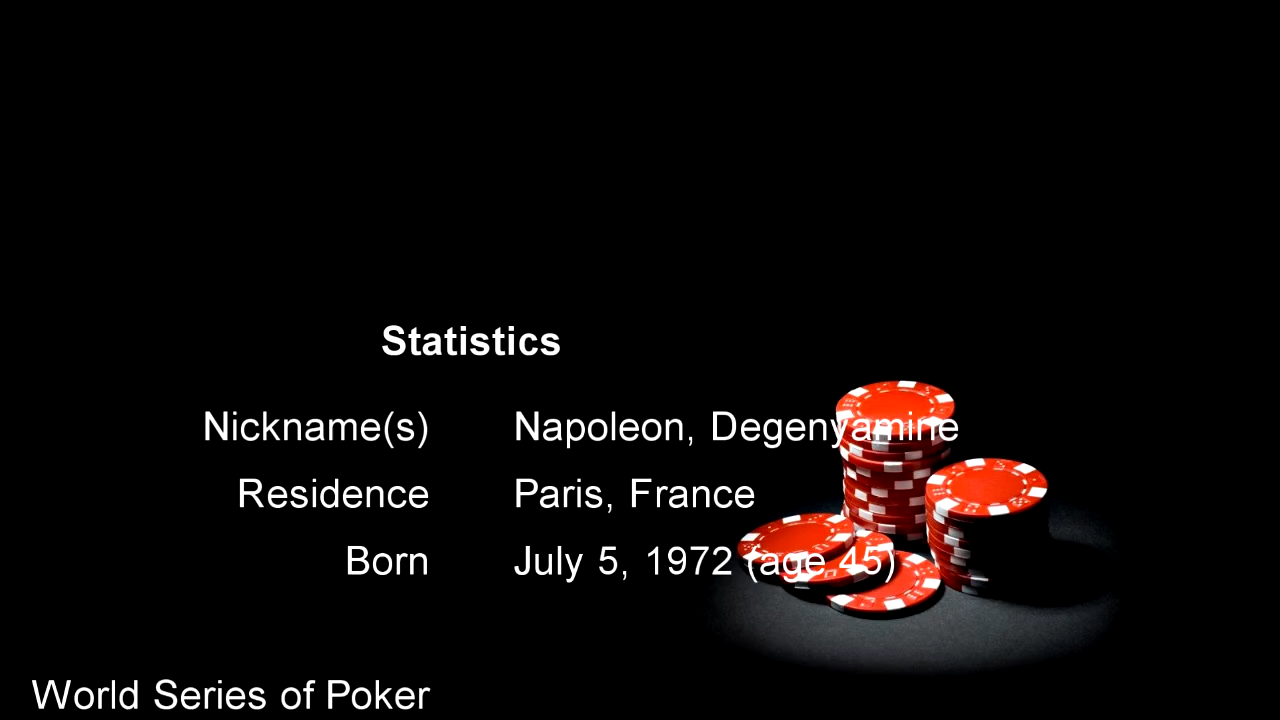 Statistics
Nickname(s) Napoleon, Degenyamine
Residence Paris, France
Born July 5, 1972 (age 45)
World Series of Poker